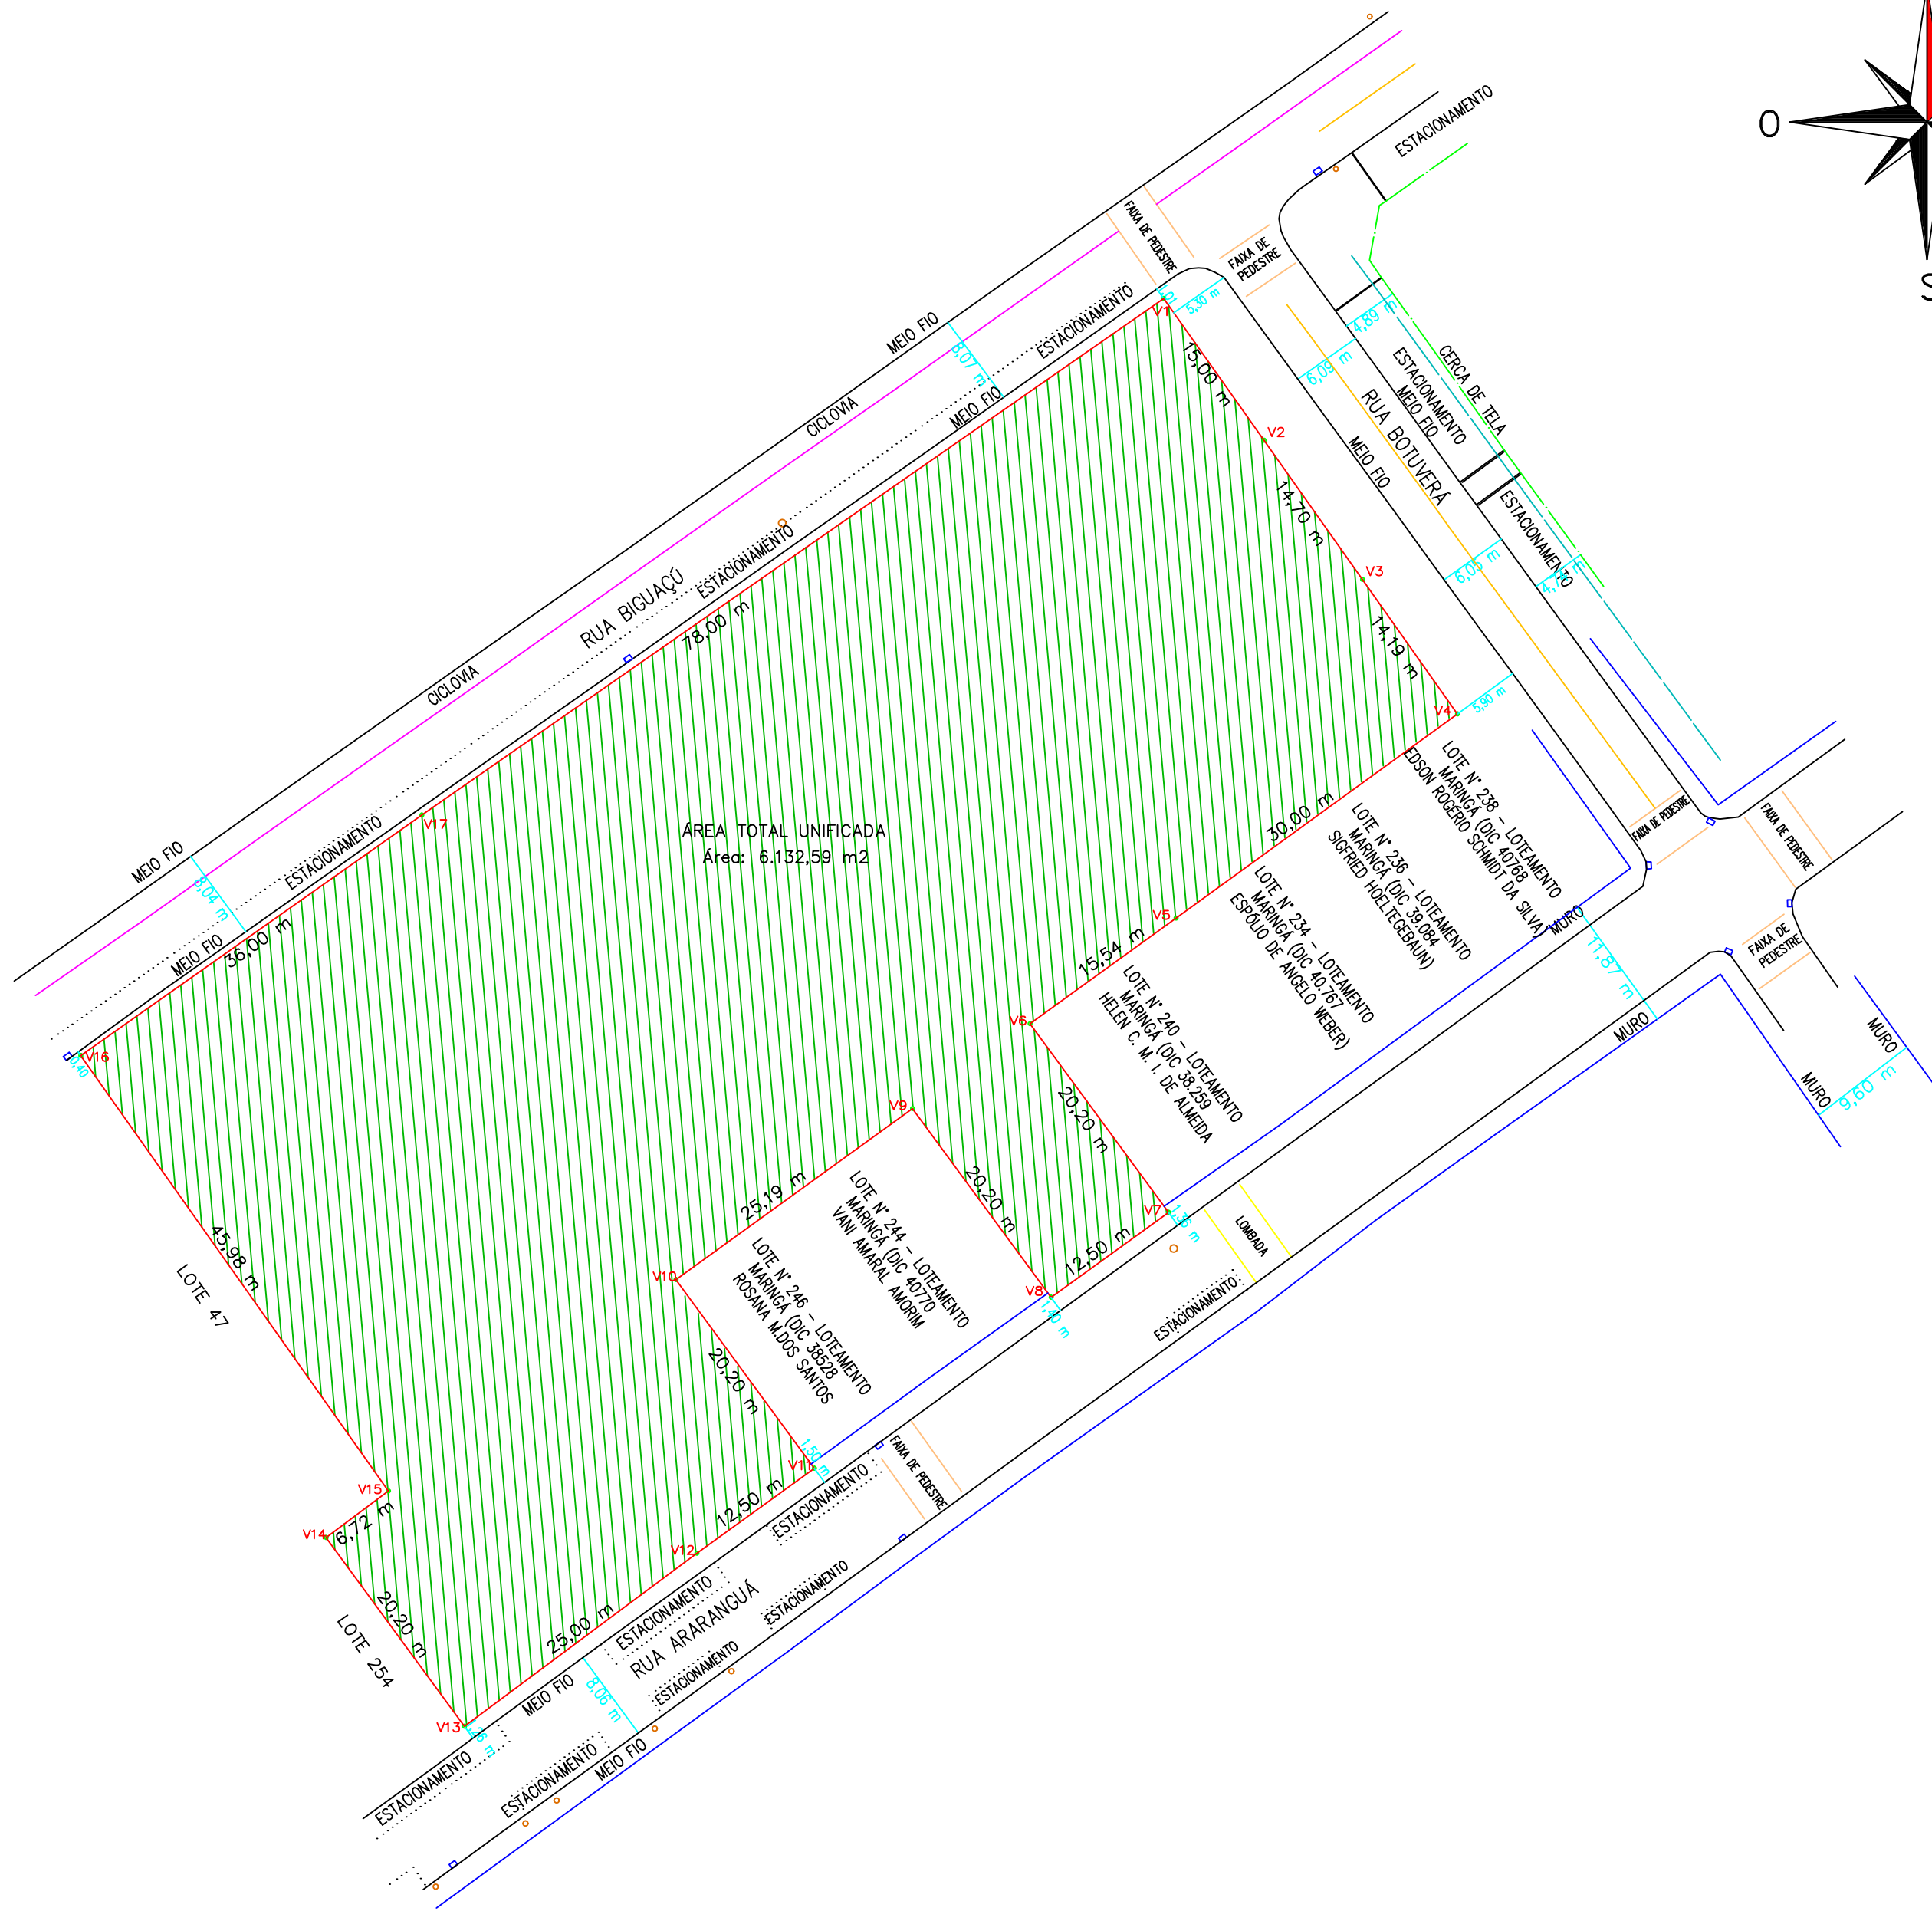 O
S
ESTACIONAMENTO
FAIXA DE PEDESTRE
FAIXA DE
PEDESTRE
1,01
5,30 m
V1
MEIO FIO
8,07 m
ESTACIONAMENTO
MEIO FIO
CICLOVIA
15,00 m
V2
14,70 m
V3
14,19 m
V4
5,90 m
4,89 m
6,09 m
ESTACIONAMENTO
MEIO FIO
CERCA DE TELA
RUA BOTUVERÁ
MEIO FIO
ESTACIONAMENTO
6,05 m
RUA BIGUAÇÚ
ESTACIONAMENTO
78,00 m
CICLOVIA
V17
ÁREA TOTAL UNIFICADA
Área: 6.132,59 m2
MEIO FIO
8,04 m
ESTACIONAMENTO
MEIO FIO
36,00 m
V16
0,40
30,00 m
V5
15,54 m
V6
LOTE N° 238 - LOTEAMENTO
MARINGÁ (DIC 40768
EDSON ROGÉRIO SCHMIDT DA SILVA)
LOTE N° 236 - LOTEAMENTO
MARINGÁ (DIC 39.084
SIGFRIED HOELTEGEBAUN)
LOTE N° 234 - LOTEAMENTO
MARINGÁ (DIC 40.767
ESPÓLIO DE ANGELO WEBER)
LOTE N° 240 - LOTEAMENTO
MARINGÁ (DIC 38.259
HELEN C. M. I. DE ALMEIDA
FAIXA DE PEDESTRE
FAIXA DE PEDESTRE
FAIXA DE
PEDESTRE
MURO
11,87 m
MURO
MURO
MURO
9,60 m
20,20 m
V7
1,36 m
12,50 m
V8
1,40 m
V9
20,20 m
25,19 m
V10
LOTE N° 244 - LOTEAMENTO
MARINGÁ (DIC 40770
VANI AMARAL AMORIM
LOTE N° 246 - LOTEAMENTO
MARINGÁ (DIC 38528
ROSANA M.DOS SANTOS
LOMBADA
ESTACIONAMENTO
45,98 m
LOTE 47
20,20 m
1,50 m
V11
12,50 m
V12
FAIXA DE PEDESTRE
ESTACIONAMENTO
V15
6,72 m
V14
20,20 m
LOTE 254
25,00 m
V13
ESTACIONAMENTO
RUA ARARANGUÁ
ESTACIONAMENTO
ESTACIONAMENTO
MEIO FIO
8,06 m
ESTACIONAMENTO
ESTACIONAMENTO
MEIO FIO